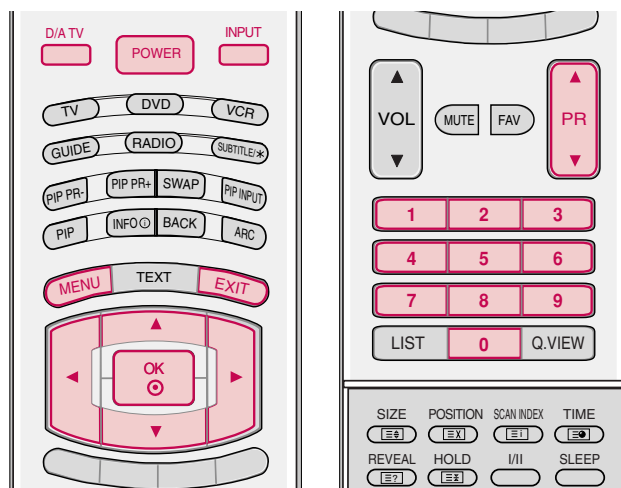 D/A TV POWER INPUT
TV DVD VCR
GUIDE RADIO SUBTITLE/*
PIP PR- PIP PR+ SWAP PIP INPUT
PIP INFO i BACK ARC
MENU TEXT EXIT
OK
VOL MUTE FAV PR
1 2 3
4 5 6
7 8 9
LIST 0 Q.VIEW
SIZE POSITION SCAN INDEX TIME
X i
REVEAL HOLD I/II SLEEP
?